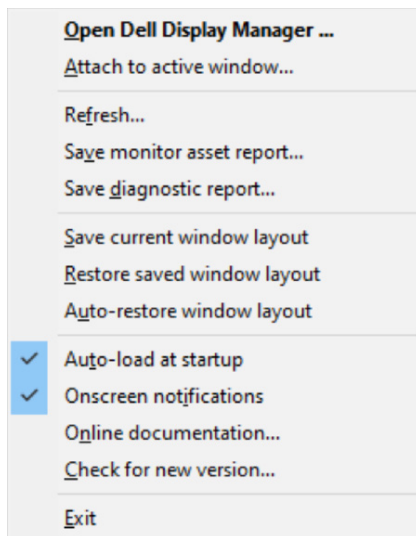 Open Dell Display Manager ...
Attach to active window...
Refresh...
Save monitor asset report...
Save diagnostic report...
Save current window layout
Restore saved window layout
Auto-restore window layout
Auto-load at startup
Onscreen notifications
Online documentation...
Check for new version...
Exit